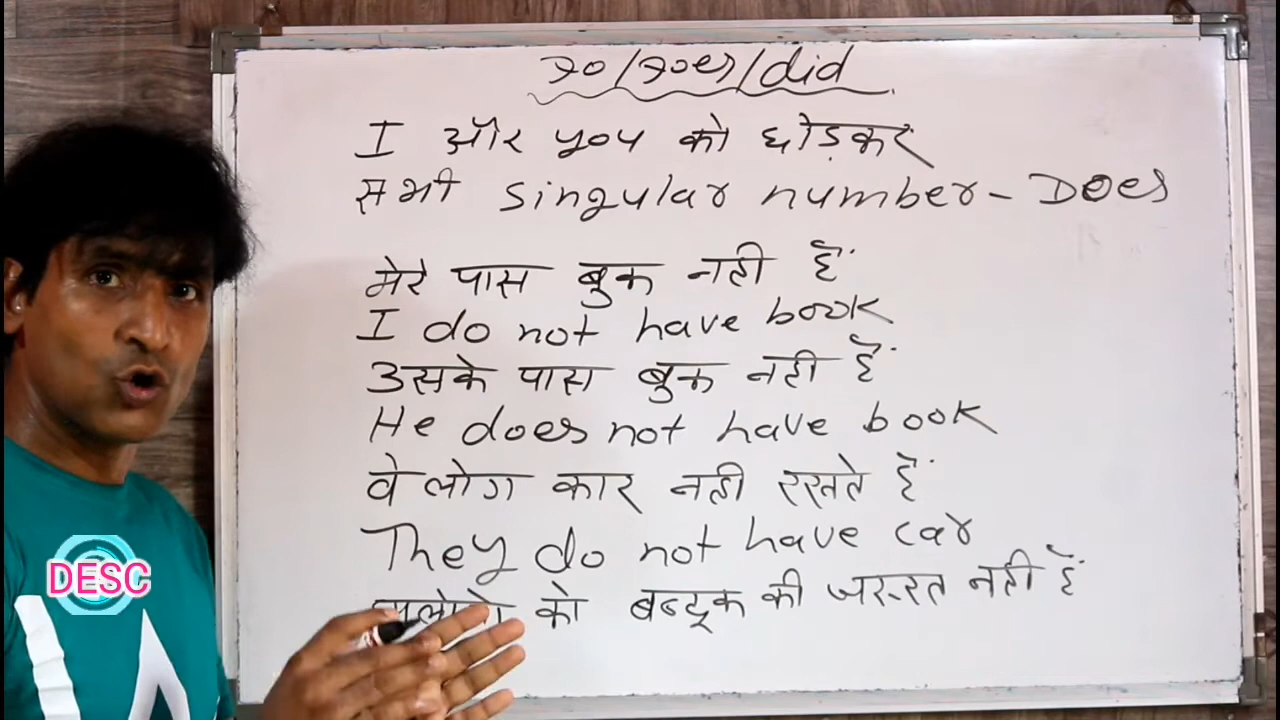 Do/Does/did
I और you को छोड़कर
सभी singular number - Does
मेरे पास बुक नही हैं
I do not have book
उसके पास बुक नही हैं
He does not have book
वे लोग कार नही रखते हैं
They do not have car
को बन्दूक की जरुरत नही हैं
DESC